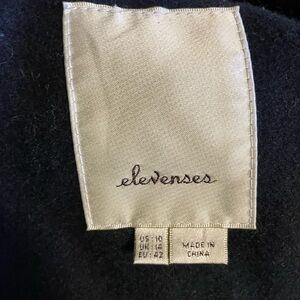 elevenses
US: 10
UK: 14
EU: 42
MADE IN
CHINA